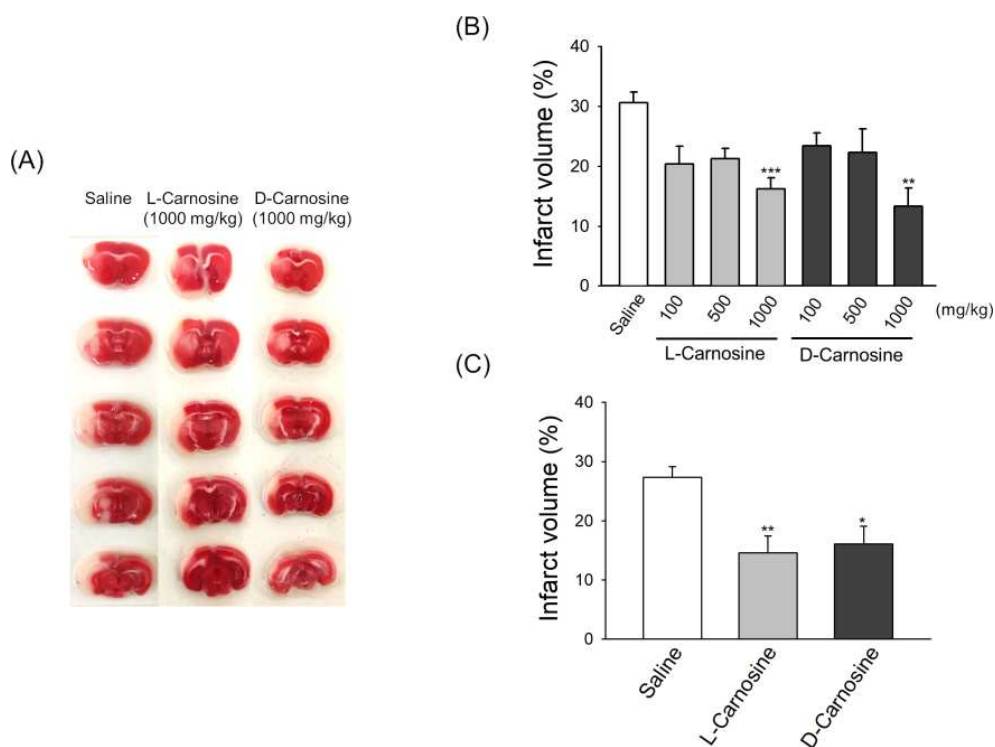 (A)
Saline L-Carnosine D-Carnosine
(1000 mg/kg) (1000 mg/kg)
(B)
Infarct volume (%)
40
30
20
10
0
***
**
Saline 100 500 1000 100 500 1000 (mg/kg)
L-Carnosine D-Carnosine
(C)
Infarct volume (%)
40
30
20
10
0
**
*
Saline L-Carnosine D-Carnosine